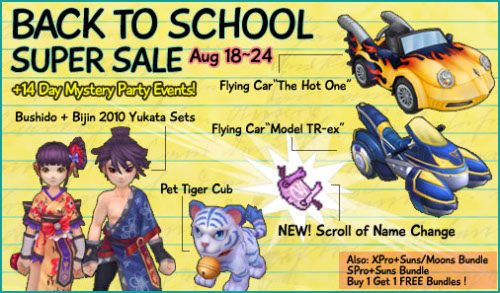 BACK TO SCHOOL
SUPER SALE Aug 18~24
+14 Day Mystery Party Events!
Flying Car"The Hot One"
Bushido + Bijin 2010 Yukata Sets
Flying Car"Model TR-ex"
Pet Tiger Cub
NEW! Scroll of Name Change
Also: XPro+Suns/Moons Bundle
SPro+Suns Bundle
Buy 1 Get 1 FREE Bundles !